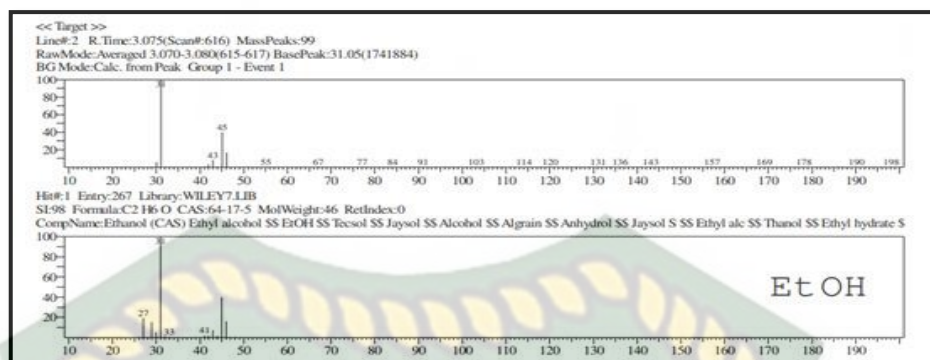 << Target >>
Line#:2 R.Time:3.075(Scan#:616) MassPeaks:99
RawMode:Averaged 3.070-3.080(615-617) BasePeak:31.05(1741884)
BG Mode:Calc. from Peak Group 1 - Event 1
100
80
60
40
20
31
43
45
55 67 77 84 91 103 114 120 131 136 143 157 169 178 190 198
10 20 30 40 50 60 70 80 90 100 110 120 130 140 150 160 170 180 190
Hit#:1 Entry:267 Library:WILEY7.LIB
SI:98 Formula:C2 H6 O CAS:64-17-5 MolWeight:46 RetIndex:0
CompName:Ethanol (CAS) Ethyl alcohol $$ EtOH $$ Tecsol $$ Jaysol $$ Alcohol $$ Algrain $$ Anhydrol $$ Jaysol S $$ Ethyl alc $$ Thanol $$ Ethyl hydrate $
100
80
60
40
20
31
27
33
41
EtOH
10 20 30 40 50 60 70 80 90 100 110 120 130 140 150 160 170 180 190